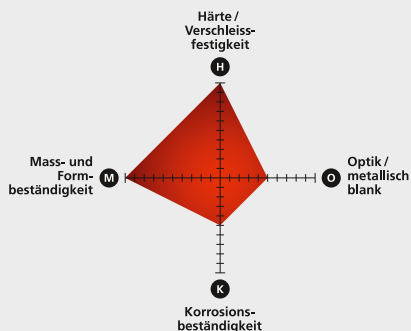 Härte /
Verschleiss-
festigkeit
H
Mass- und
Form-
beständigkeit
M
O
Optik /
metallisch
blank
K
Korrosions-
beständigkeit